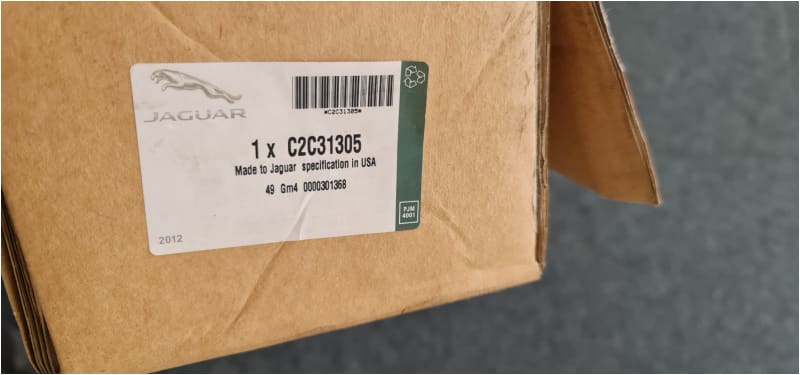 JAGUAR
*C2C31305*
1 x C2C31305
Made to Jaguar specification in USA
49 Gm4 0000301368
PJM
4001
2012